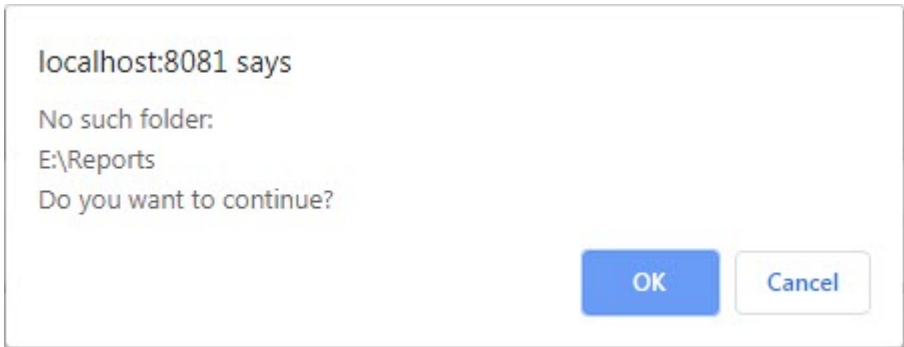 localhost:8081 says
No such folder:
E:\Reports
Do you want to continue?
OK
Cancel